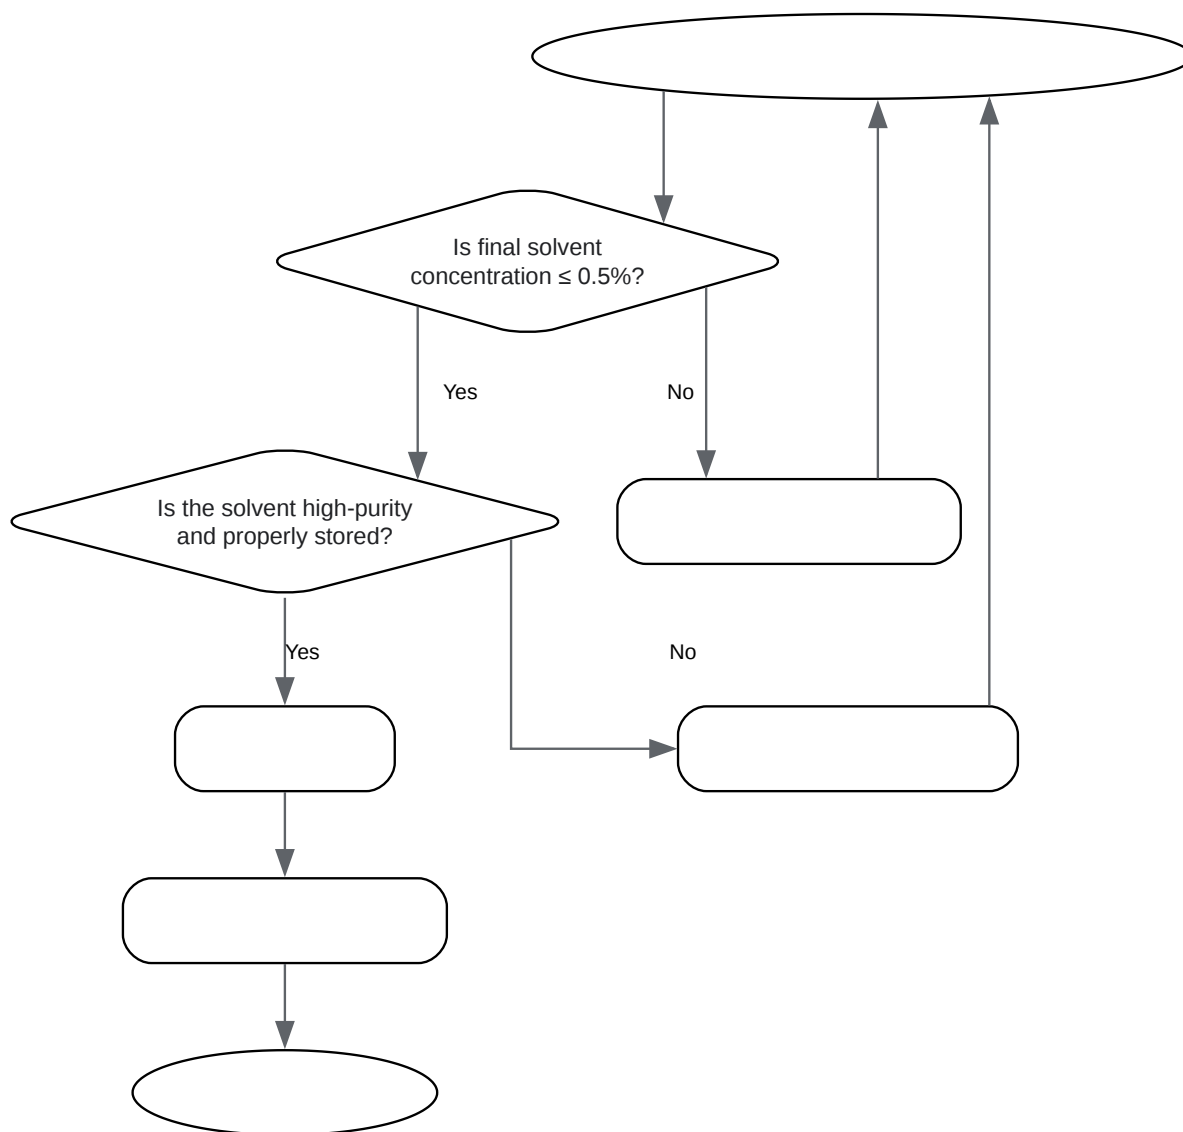 Is final solvent
concentration ≤ 0.5%?
Yes
No
Is the solvent high-purity
and properly stored?
Yes
No